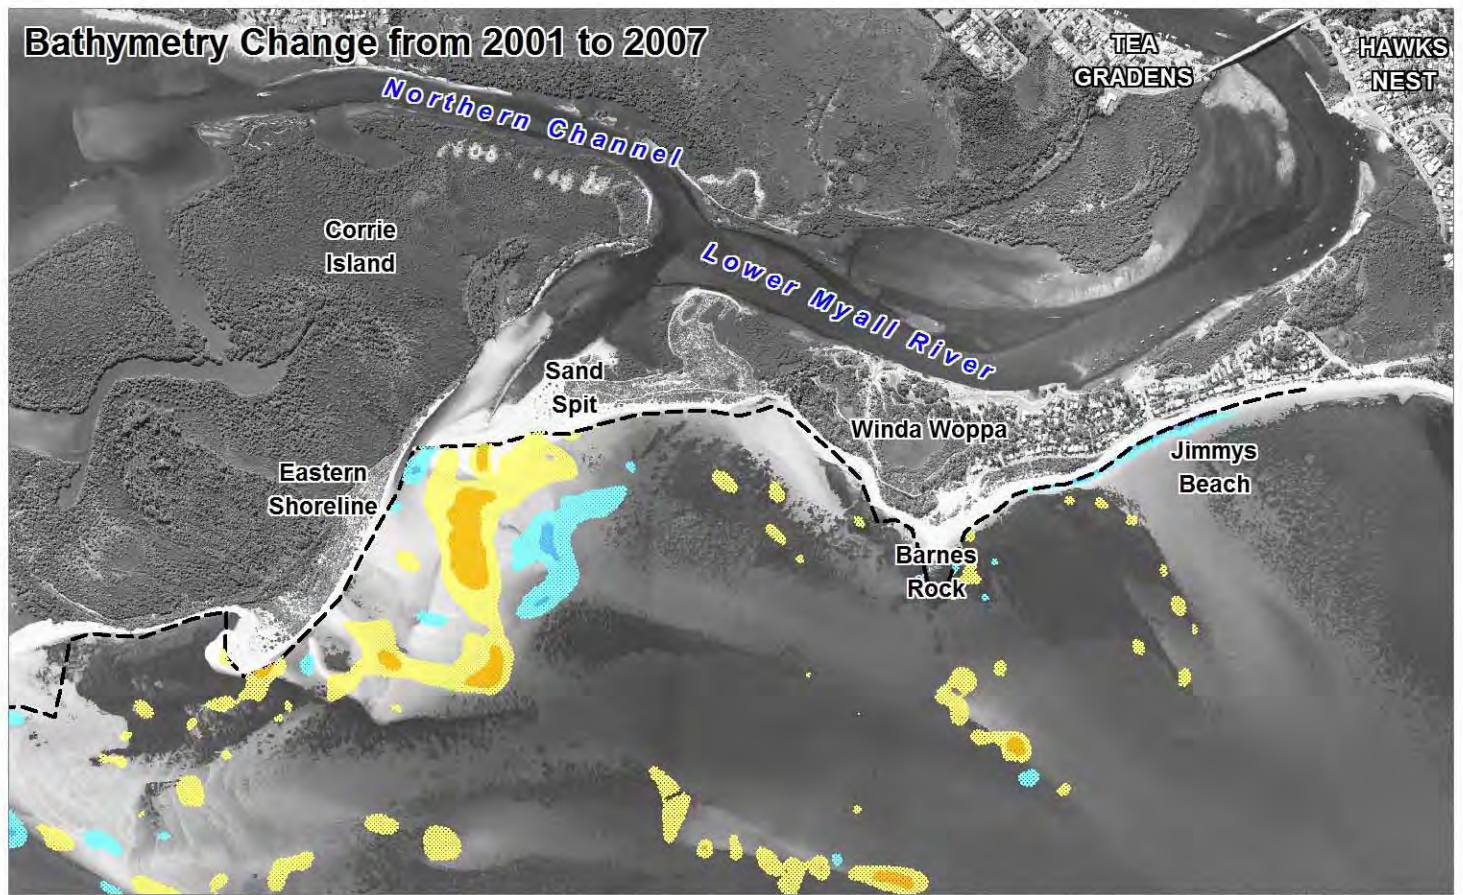 Bathymetry Change from 2001 to 2007
TEA
GRADENS
HAWKS
NEST
Northern Channel
Corrie
Island
Lower Myall River
Sand
Spit
Winda Woppa
Jimmys
Beach
Eastern
Shoreline
Barnes
Rock